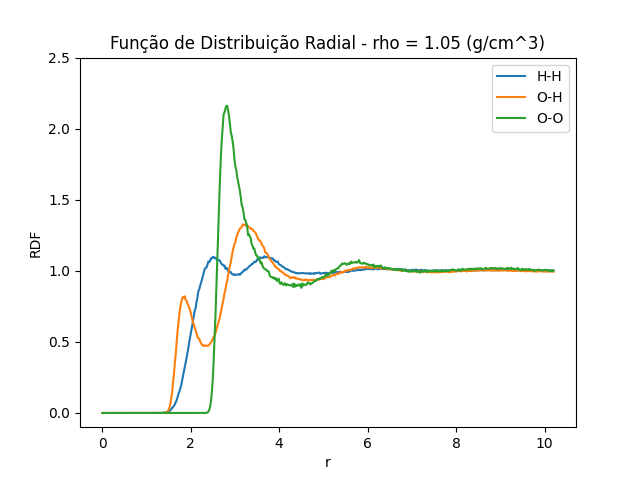 Função de Distribuição Radial - rho = 1.05 (g/cm^3)
2.5
2.0
1.5
1.0
0.5
0.0
RDF
H-H
O-H
O-O
0 2 4 6 8 10
r